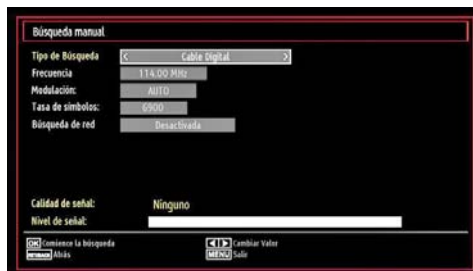 Búsqueda manual
Tipo de Búsqueda Cable Digital
Frecuencia 114.00 MHz
Modulación: AUTO
Tasa de símbolos: 6900
Búsqueda de red Desactivada
Calidad de señal: Ninguno
Nivel de señal:
OK Comience la búsqueda Cambiar Valor
Atrás MENU Salir